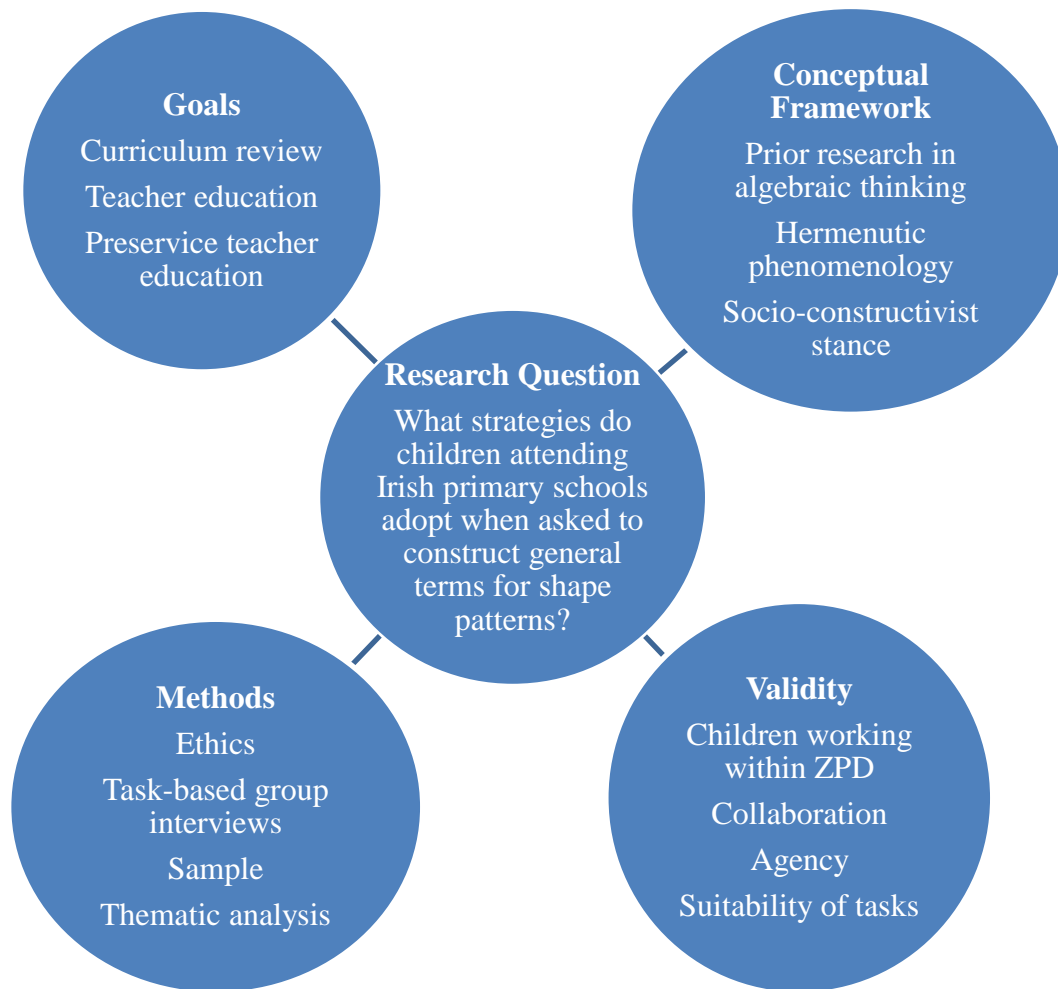 Goals
Curriculum review
Teacher education
Preservice teacher
education
Conceptual
Framework
Prior research in
algebraic thinking
Hermenutic
phenomenology
Socio-constructivist
stance
Research Question
What strategies do
children attending
Irish primary schools
adopt when asked to
construct general
terms for shape
patterns?
Methods
Ethics
Task-based group
interviews
Sample
Thematic analysis
Validity
Children working
within ZPD
Collaboration
Agency
Suitability of tasks